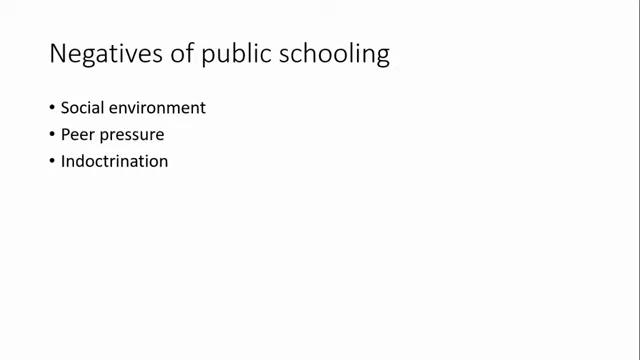 Negatives of public schooling
• Social environment
• Peer pressure
• Indoctrination